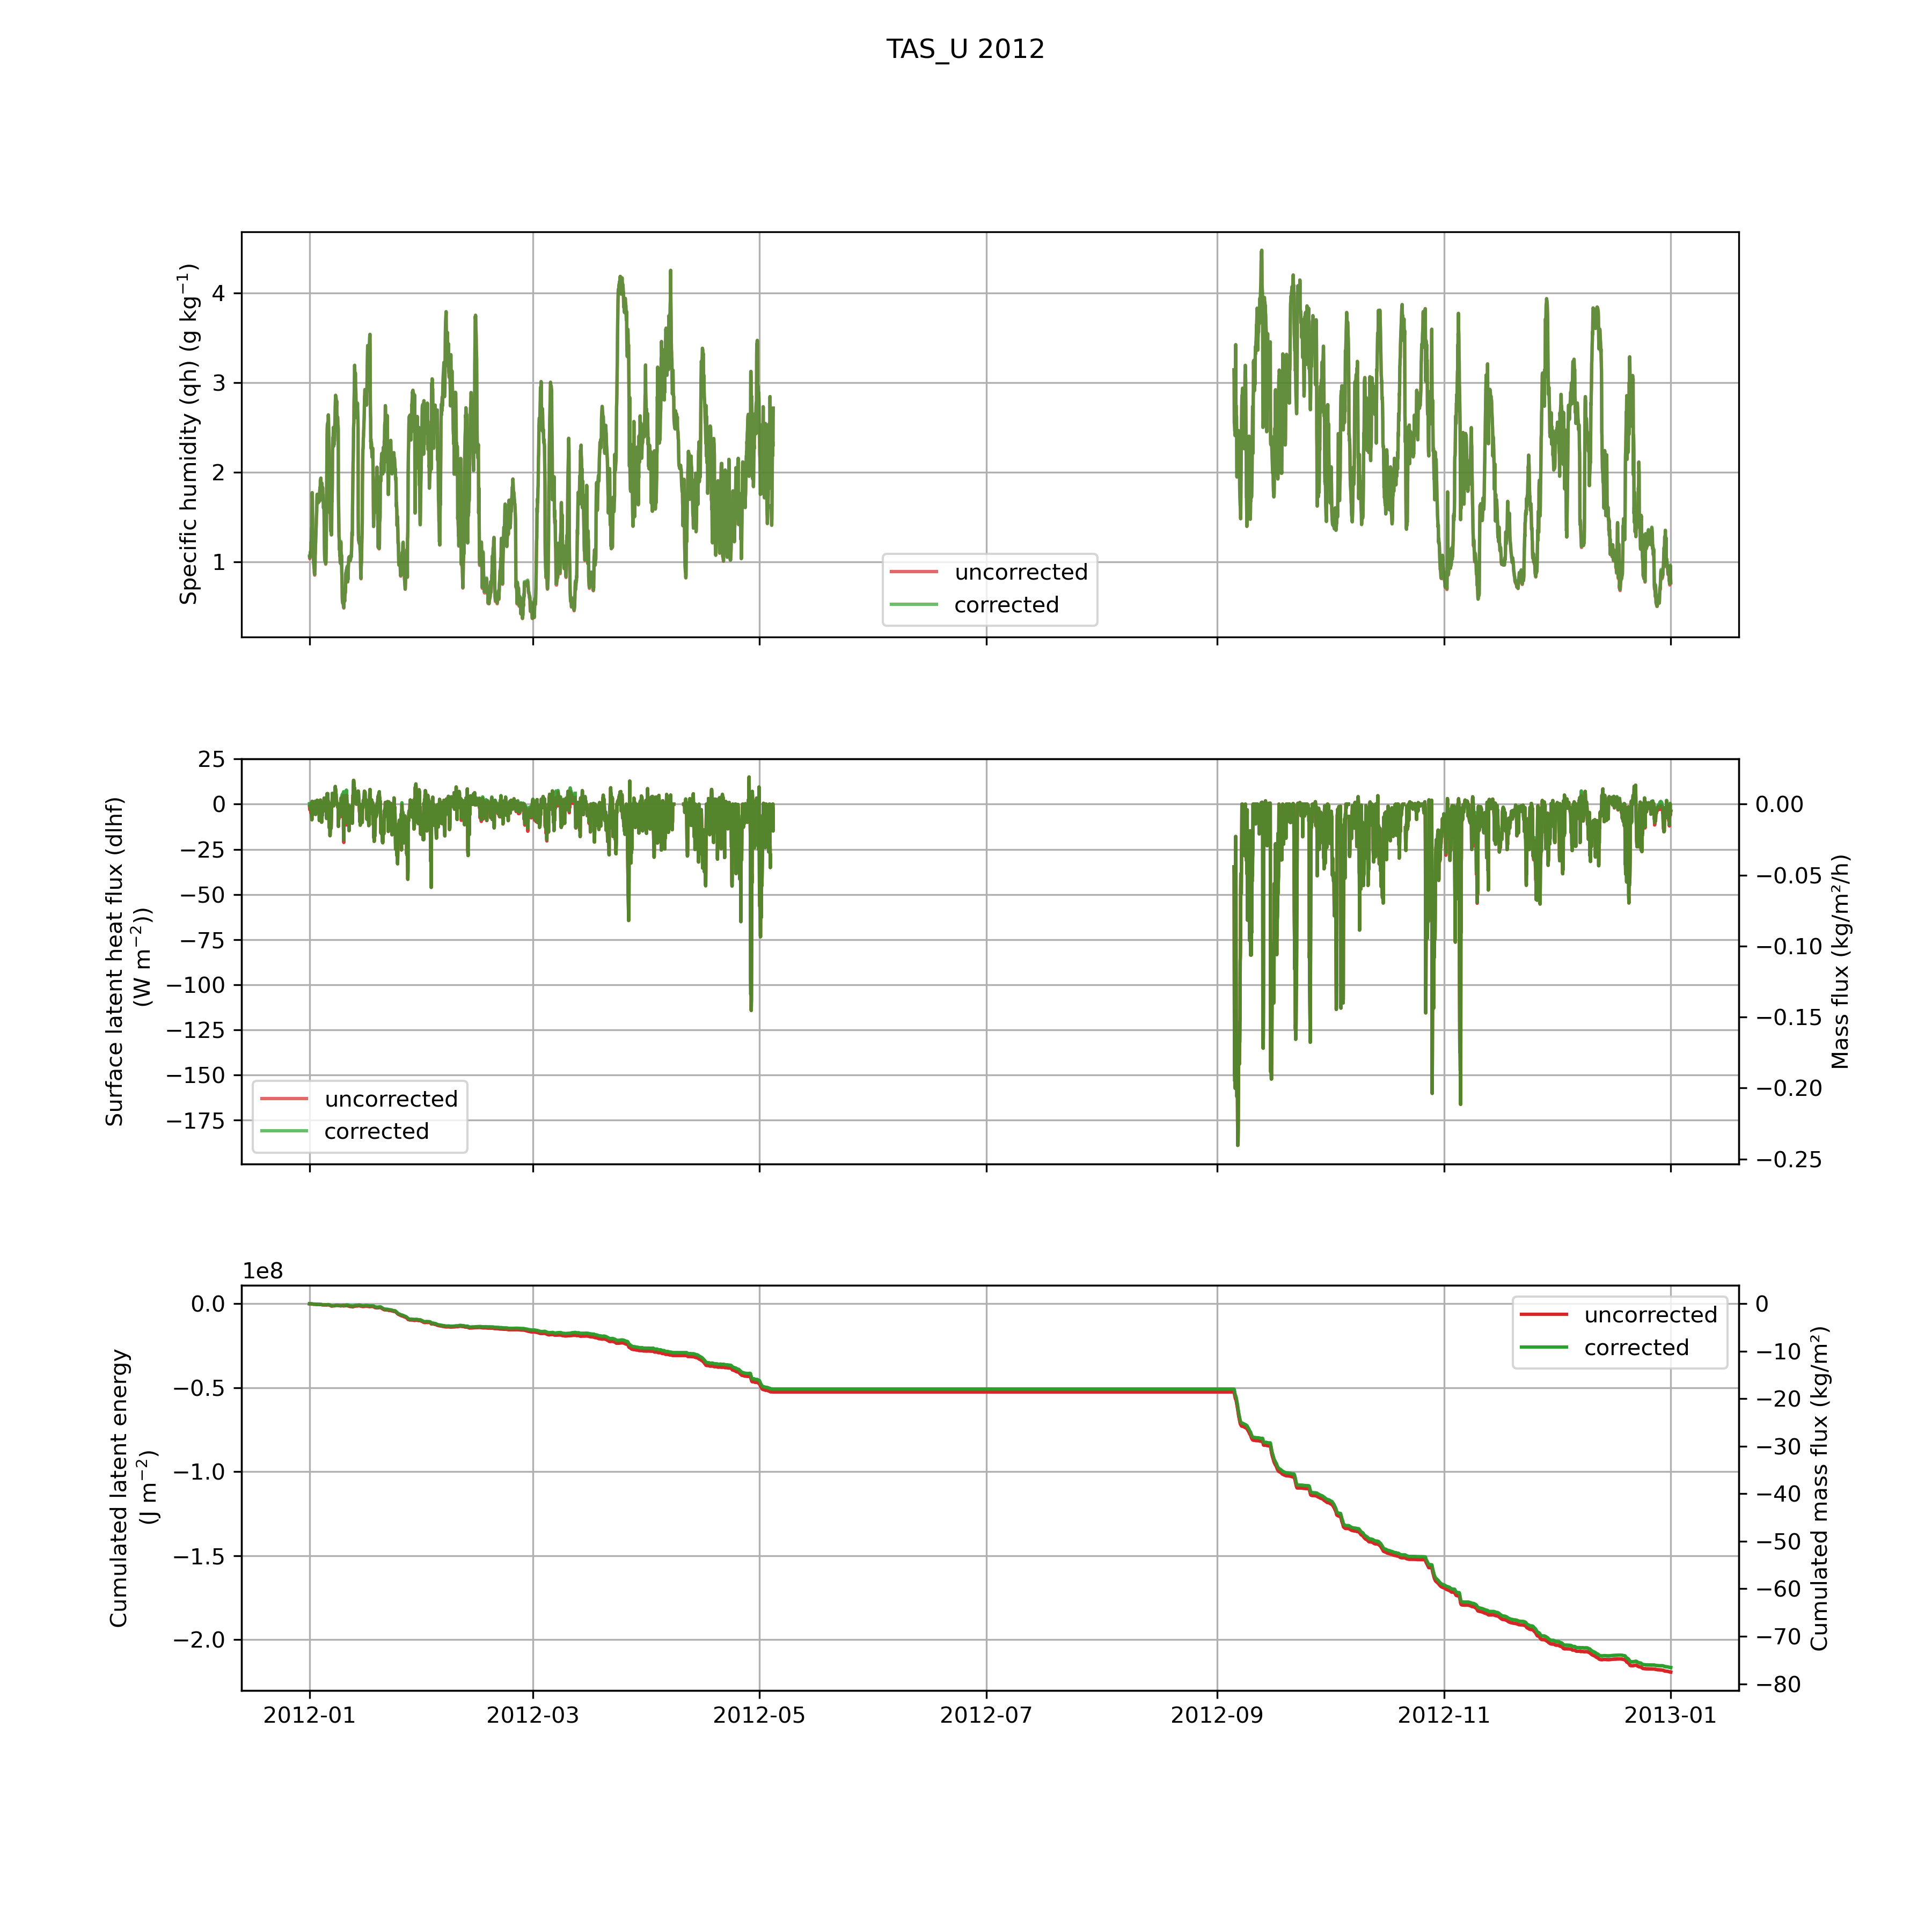 TAS_U 2012
Specific humidity (qh) (g kg⁻¹)
4
3
2
1
uncorrected
corrected
Surface latent heat flux (dlhf)
(W m⁻²))
25
0
−25
−50
−75
−100
−125
−150
−175
uncorrected
corrected
0.00
−0.05
−0.10
−0.15
−0.20
−0.25
Mass flux (kg/m²/h)
1e8
Cumulated latent energy
(J m⁻²)
0.0
−0.5
−1.0
−1.5
−2.0
uncorrected
corrected
0
−10
−20
−30
−40
−50
−60
−70
−80
Cumulated mass flux (kg/m²)
2012-01
2012-03
2012-05
2012-07
2012-09
2012-11
2013-01